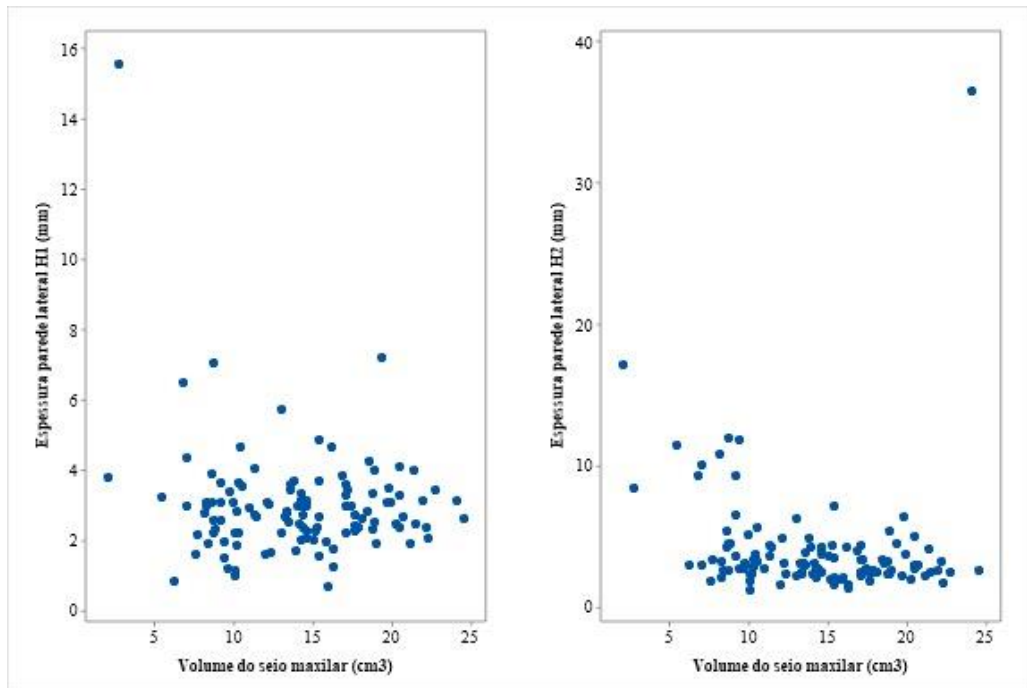 Espessura parede lateral H1 (mm)
16
14
12
10
8
6
4
2
0
5 10 15 20 25
Volume do seio maxilar (cm3)
Espessura parede lateral H2 (mm)
40
30
20
10
0
5 10 15 20 25
Volume do seio maxilar (cm3)